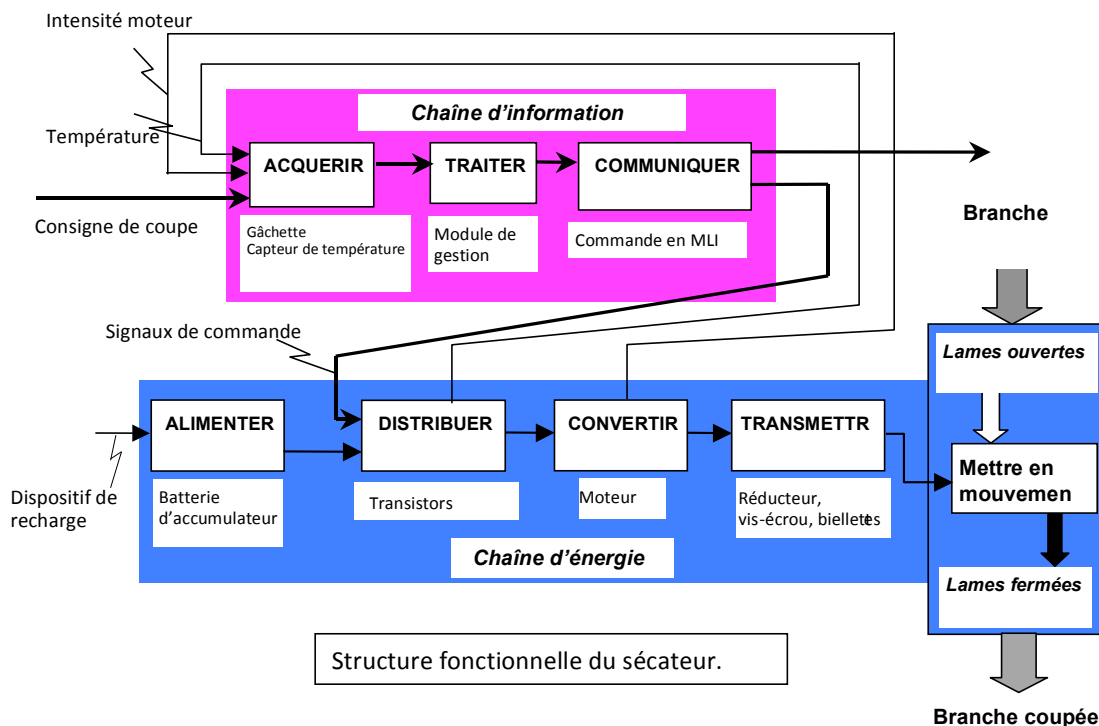 Intensité moteur
Température
Consigne de coupe
Chaîne d'information
ACQUERIR
TRAITER
COMMUNIQUER
Gâchette
Capteur de température
Module de
gestion
Commande en MLI
Branche
Signaux de commande
Lames ouvertes
ALIMENTER
DISTRIBUER
CONVERTIR
TRANSMETTR
Mettre en
mouvemen
Dispositif de
recharge
Batterie
d'accumulateur
Transistors
Moteur
Réducteur,
vis-écrou, biellettes
Chaîne d'énergie
Lames fermées
Structure fonctionnelle du sécateur.
Branche coupée